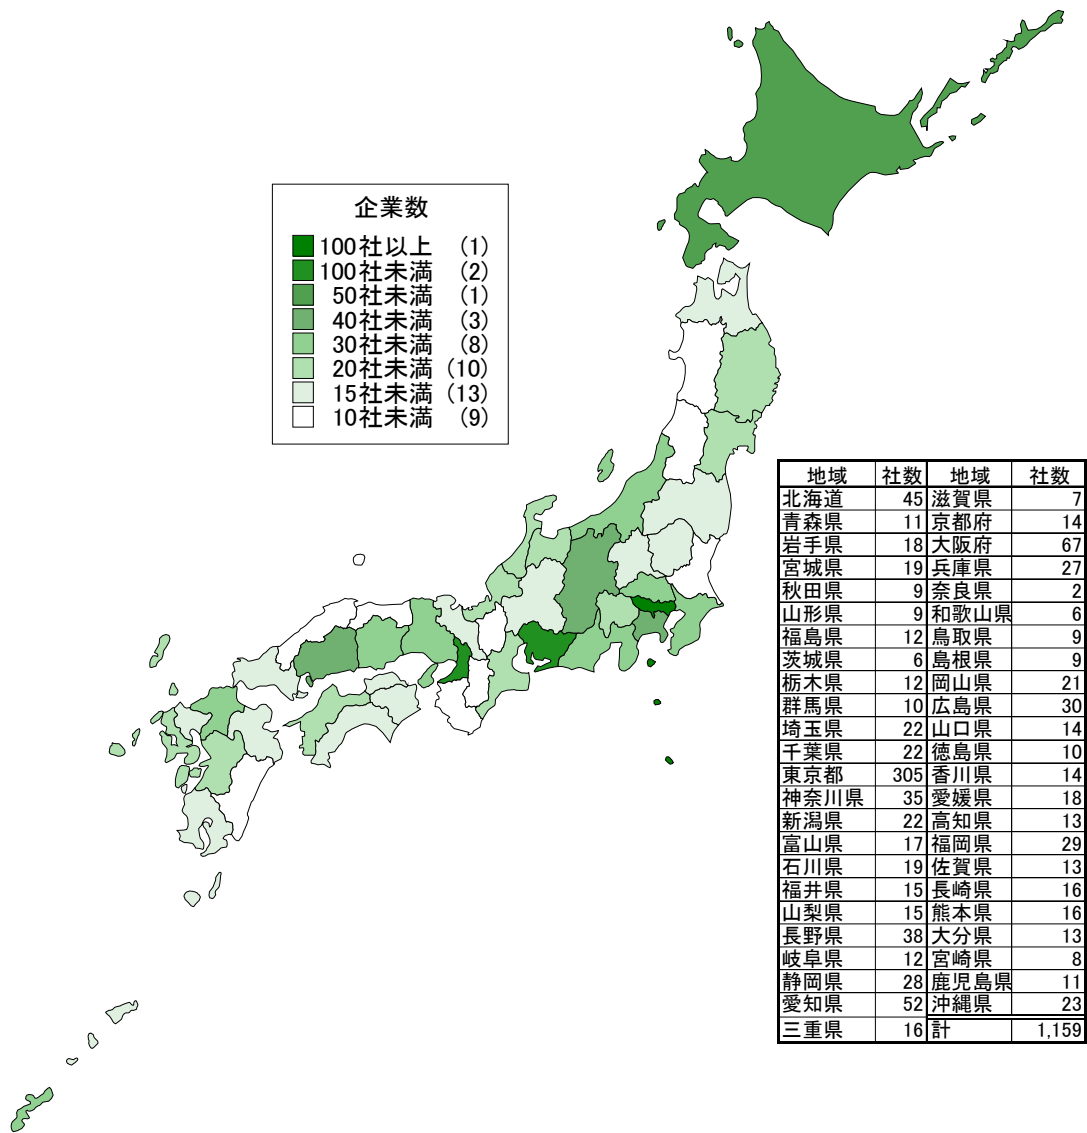 企業数
100社以上 (1)
100社未満 (2)
50社未満 (1)
40社未満 (3)
30社未満 (8)
20社未満 (10)
15社未満 (13)
10社未満 (9)
地域 社数 地域 社数
北海道 45 滋賀県 7
青森県 11 京都府 14
岩手県 18 大阪府 67
宮城県 19 兵庫県 27
秋田県 9 奈良県 2
山形県 9 和歌山県 6
福島県 12 鳥取県 9
茨城県 6 島根県 9
栃木県 12 岡山県 21
群馬県 10 広島県 30
埼玉県 22 山口県 14
千葉県 22 徳島県 10
東京都 305 香川県 14
神奈川県 35 愛媛県 18
新潟県 22 高知県 13
富山県 17 福岡県 29
石川県 19 佐賀県 13
福井県 15 長崎県 16
山梨県 15 熊本県 16
長野県 38 大分県 13
岐阜県 12 宮崎県 8
静岡県 28 鹿児島県 11
愛知県 52 沖縄県 23
三重県 16 計 1,159